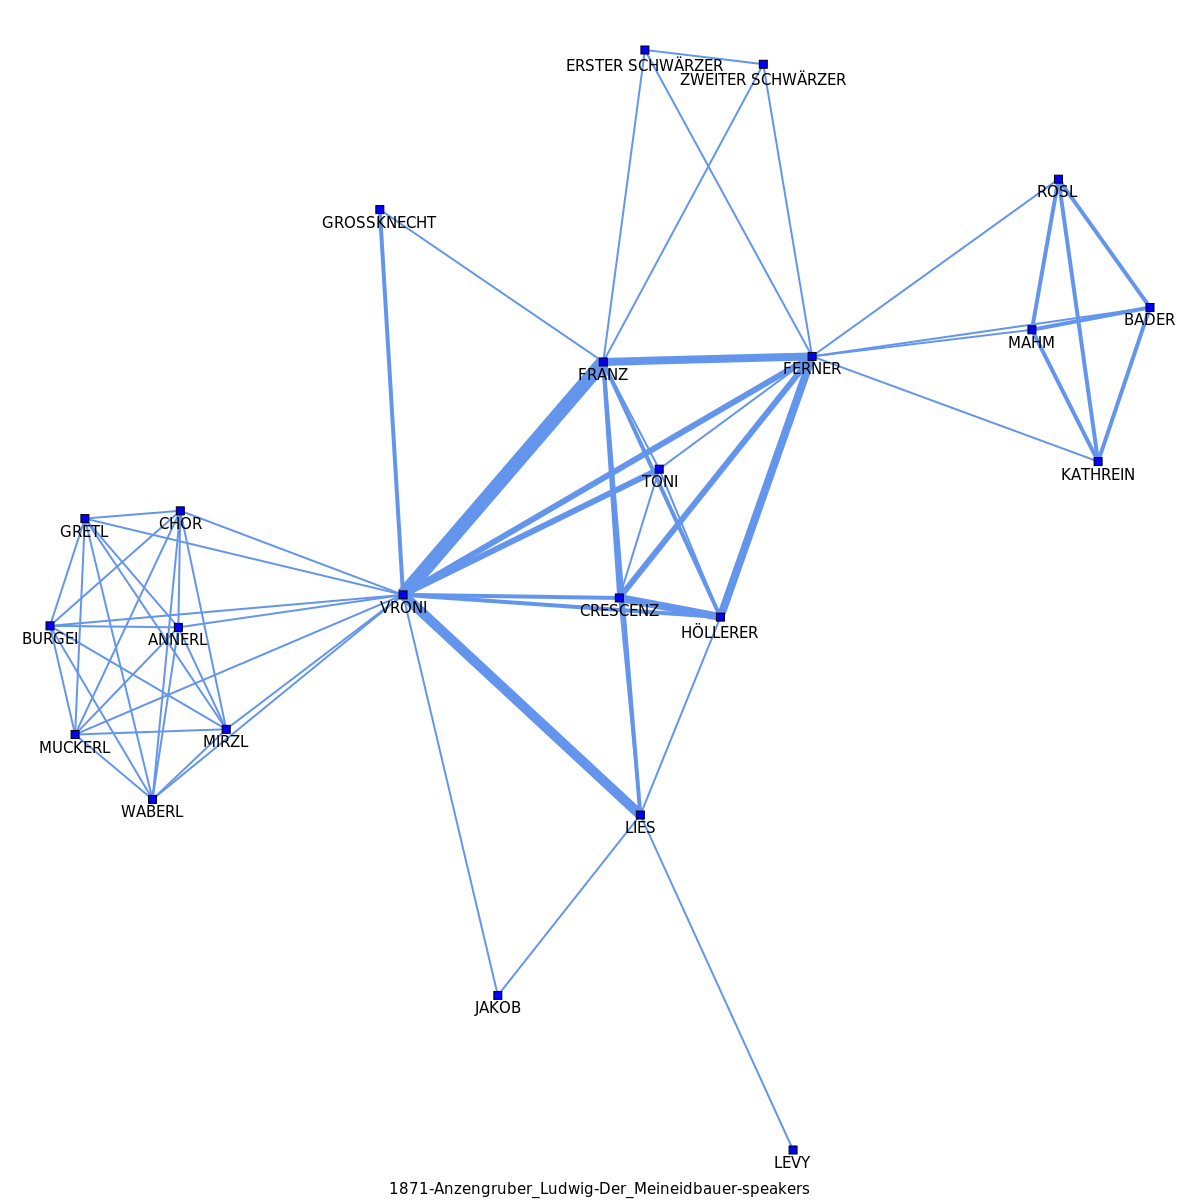 ERSTER SCHWÄRZER
ZWEITER SCHWÄRZER
ROSL
GROSSKNECHT
BADER
MAHM
FERNER
FRANZ
KATHREIN
TONI
CHOR
GRETL
VRONI
CRESCENZ
HÖLLERER
BURGEI
ANNERL
MIRZL
MUCKERL
WABERL
LIES
JAKOB
LEVY
1871-Anzengruber_Ludwig-Der_Meineidbauer-speakers